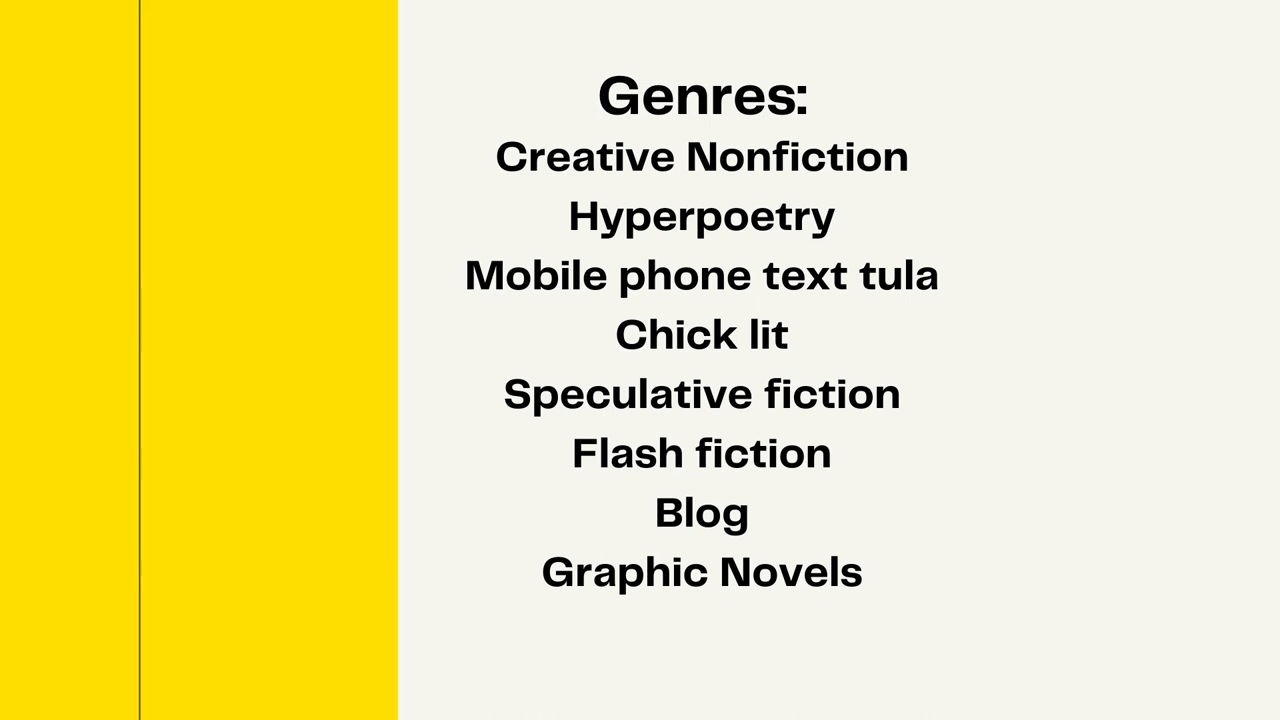 Genres:
Creative Nonfiction
Hyperpoetry
Mobile phone text tula
Chick lit
Speculative fiction
Flash fiction
Blog
Graphic Novels